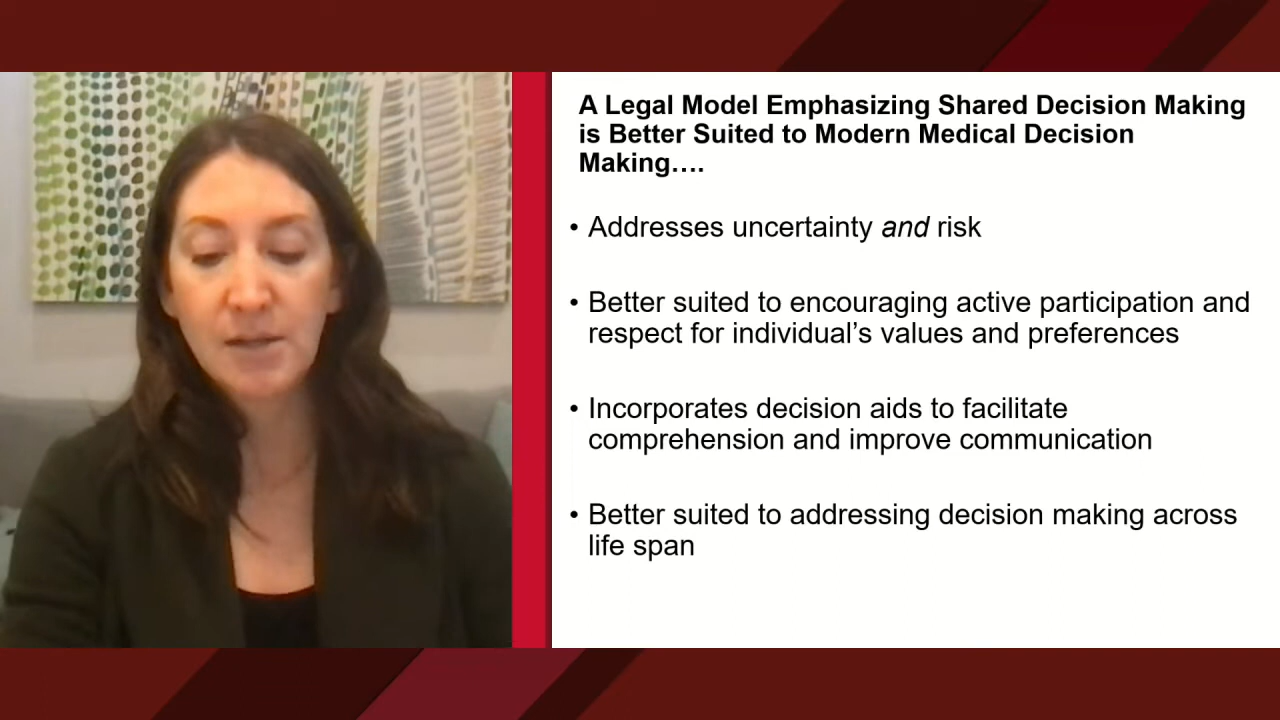 A Legal Model Emphasizing Shared Decision Making
is Better Suited to Modern Medical Decision
Making….
• Addresses uncertainty and risk
• Better suited to encouraging active participation and
respect for individual’s values and preferences
• Incorporates decision aids to facilitate
comprehension and improve communication
• Better suited to addressing decision making across
life span